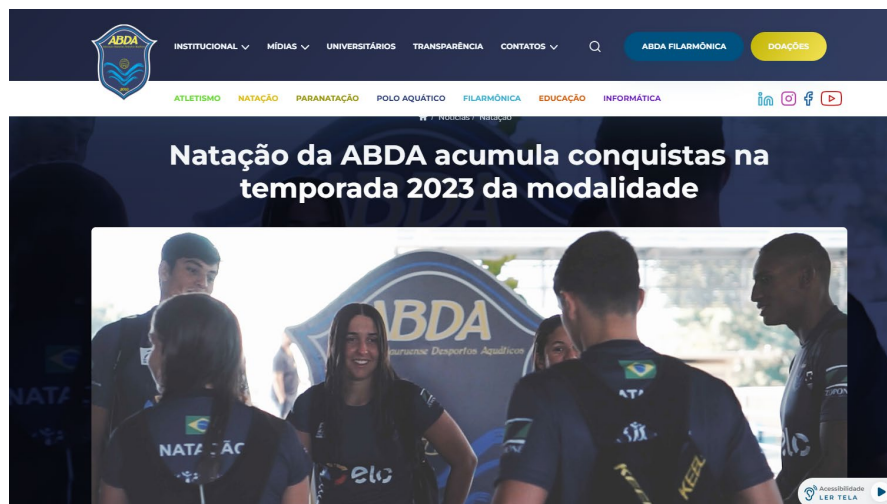 ABDA
INSTITUCIONAL
MÍDIAS
UNIVERSITÁRIOS
TRANSPARÊNCIA
CONTATOS
ABDA FILARMÔNICA
DOAÇÕES
ATLETISMO
NATAÇÃO
PARANATAÇÃO
POLO AQUÁTICO
FILARMÔNICA
EDUCAÇÃO
INFORMÁTICA
/ Notícias / Natação
Natação da ABDA acumula conquistas na
temporada 2023 da modalidade
ABDA
Desportos Aquáticos
NATAÇÃO
elo
KEEL
Acessibilidade
LER TELA